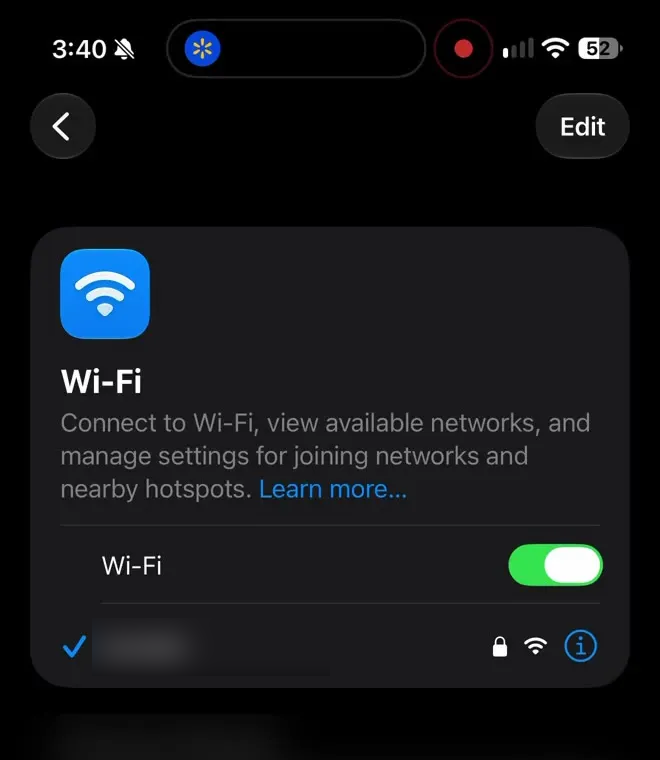 3:40
52
Edit
Wi-Fi
Connect to Wi-Fi, view available networks, and
manage settings for joining networks and
nearby hotspots. Learn more...
Wi-Fi